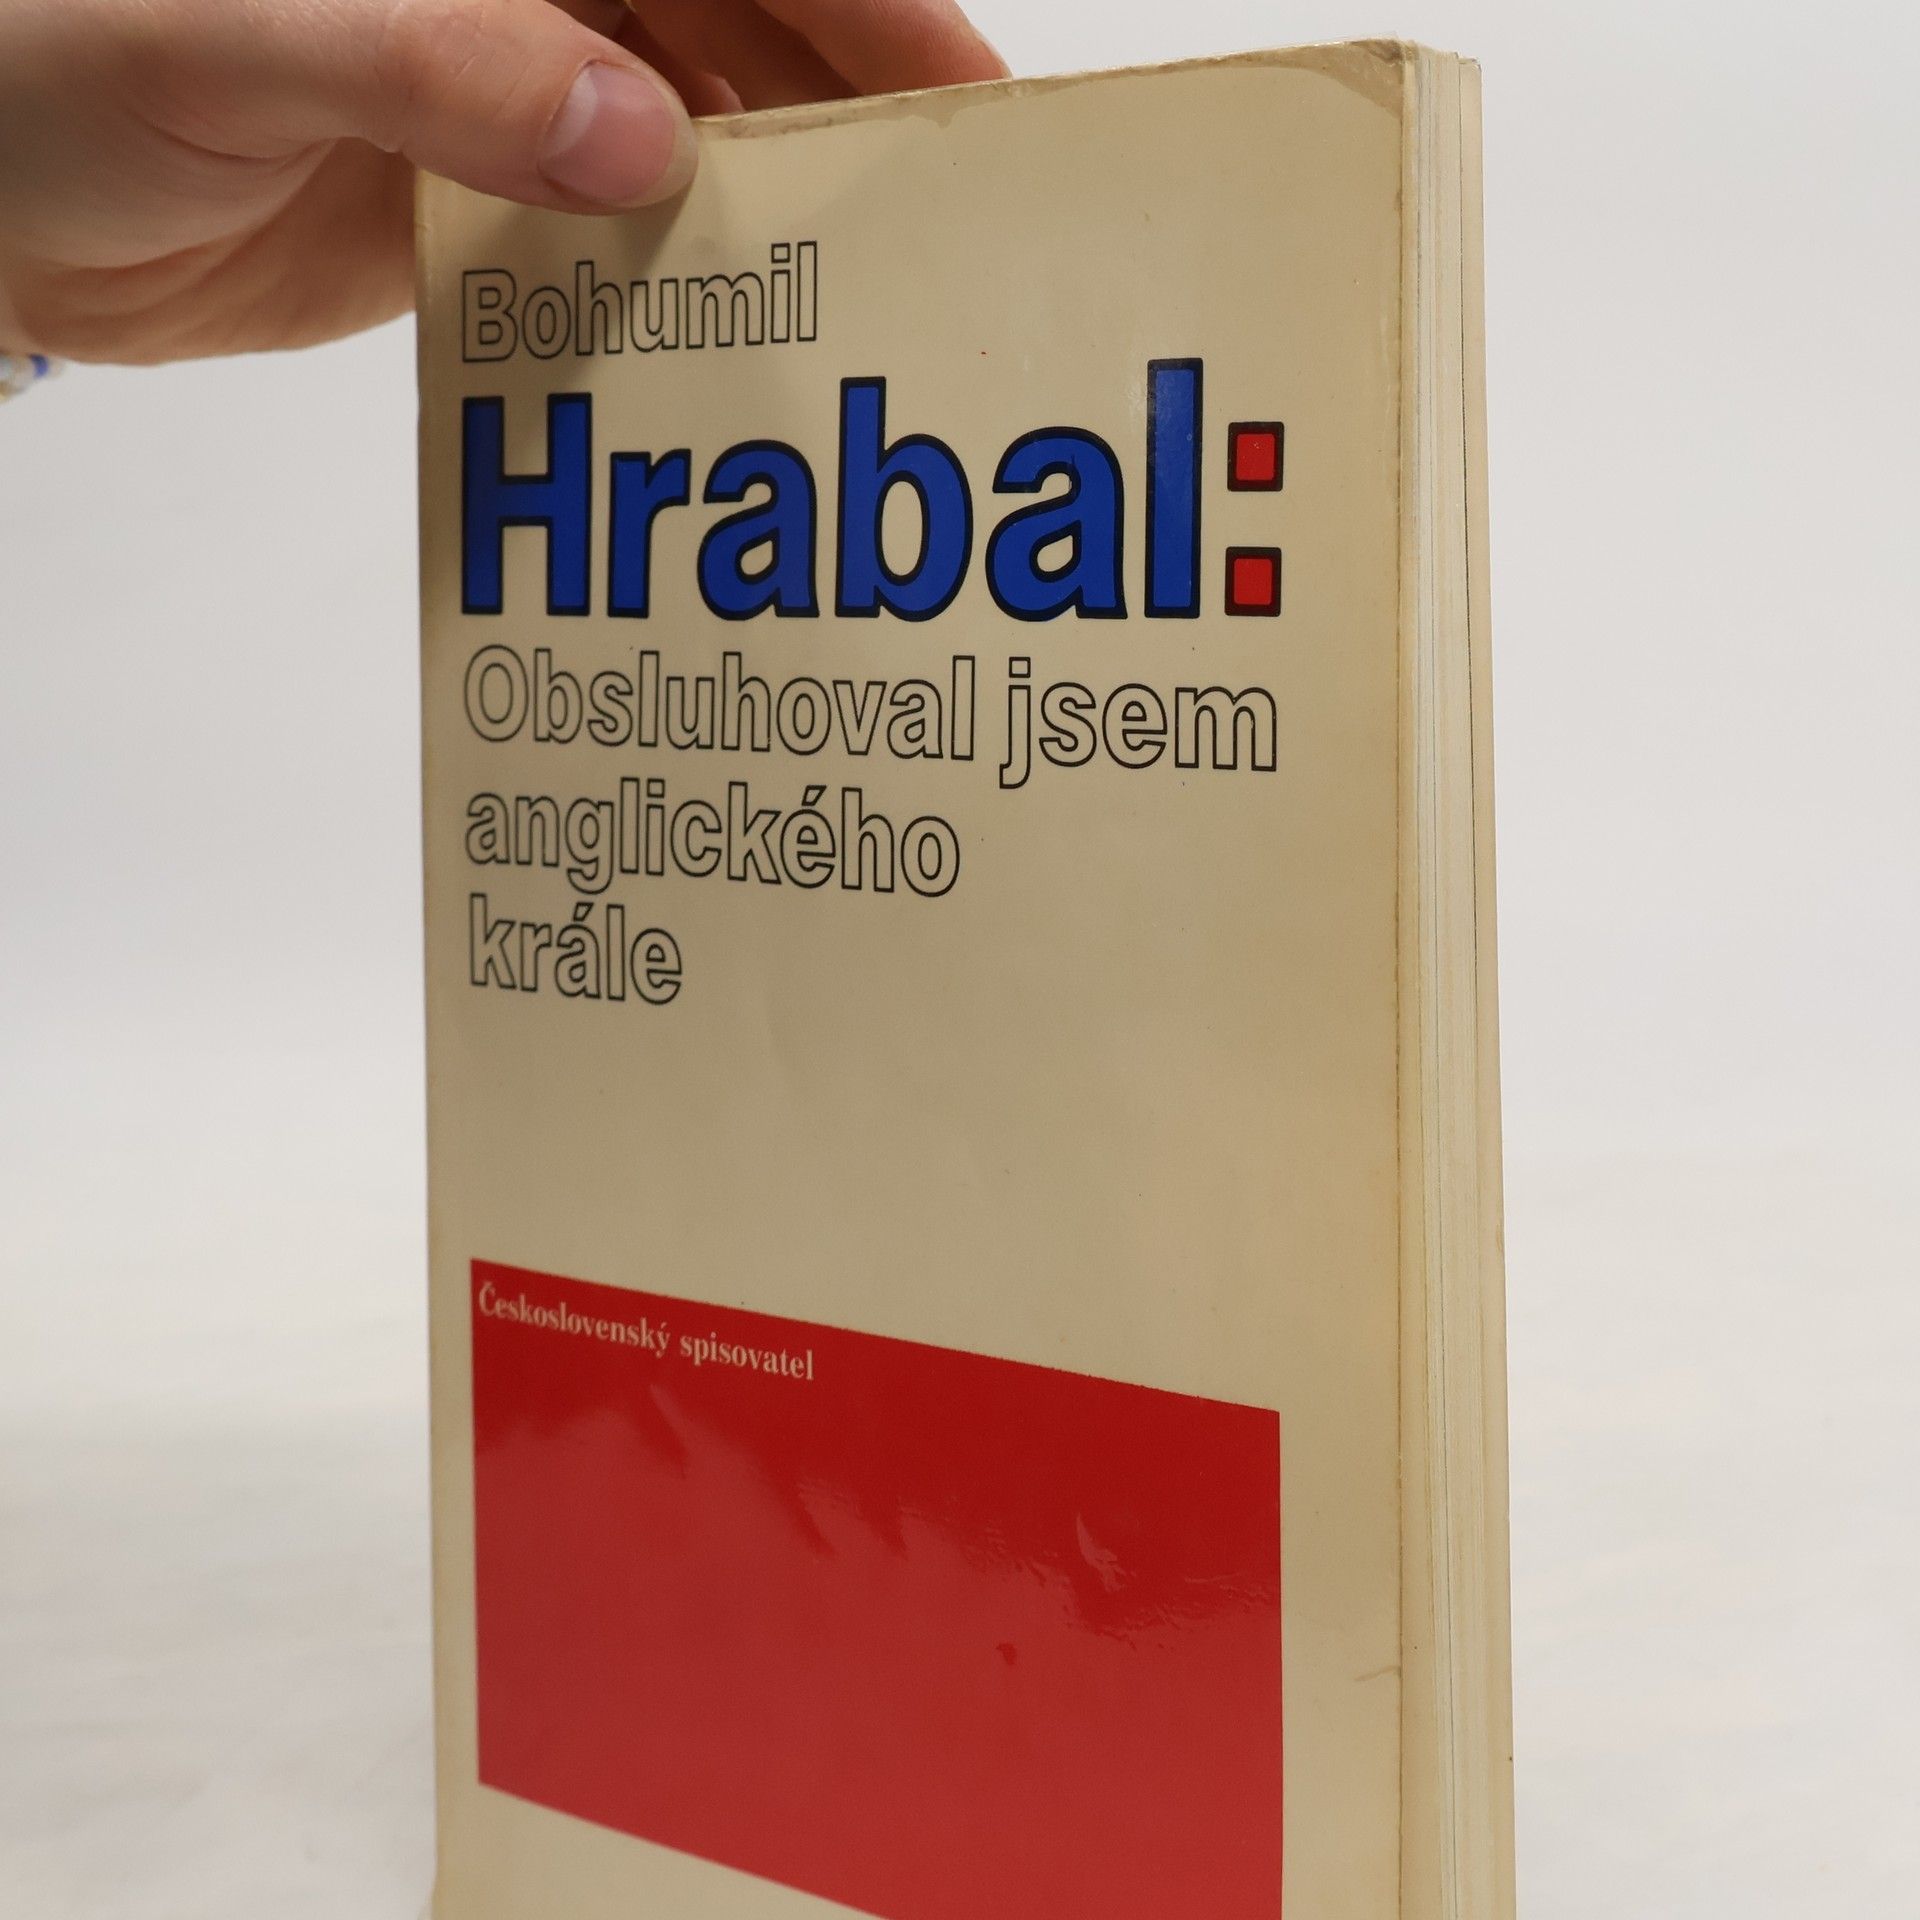 Bohumil
Hrabal:
Obsluhoval jsem
anglického
krále
Československý spisovatel